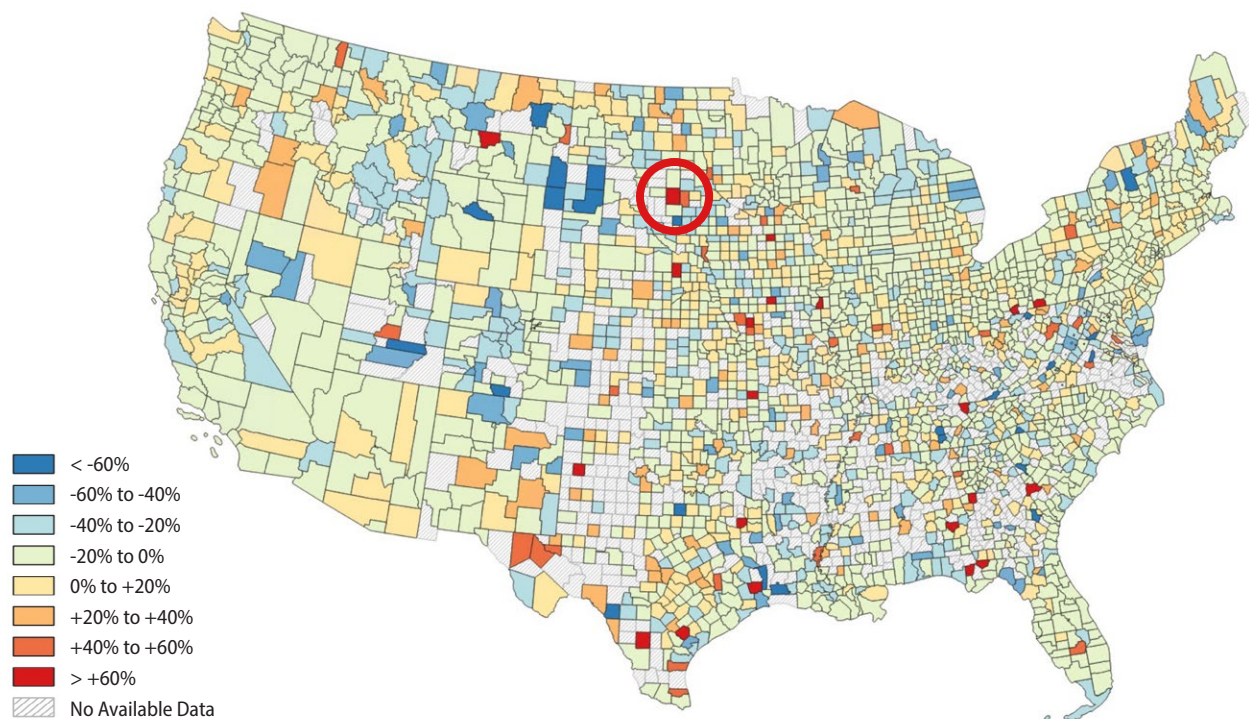 < -60%
-60% to -40%
-40% to -20%
-20% to 0%
0% to +20%
+20% to +40%
+40% to +60%
> +60%
No Available Data